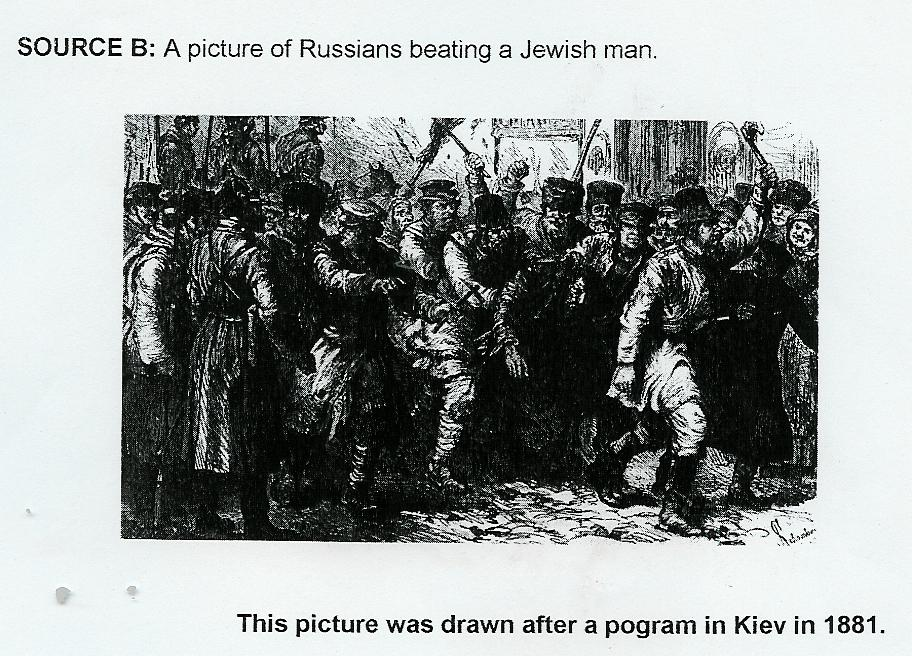 SOURCE B: A picture of Russians beating a Jewish man.
This picture was drawn after a pogram in Kiev in 1881.